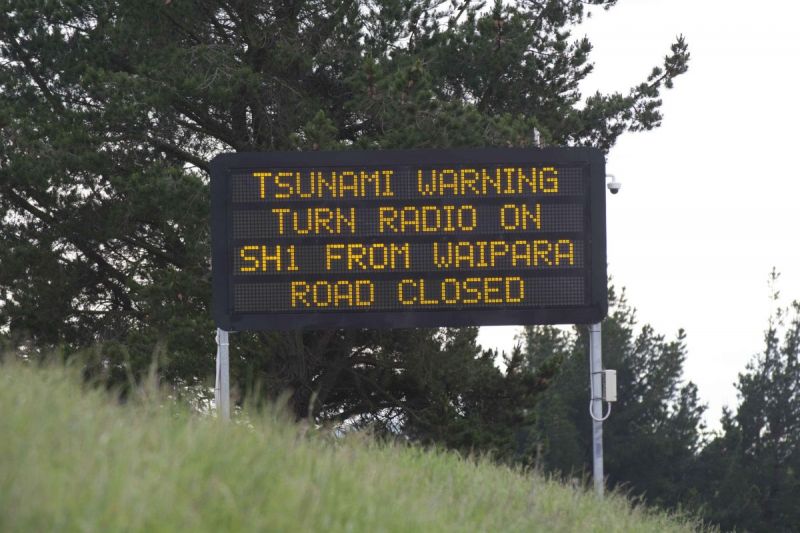 TSUNAMI WARNING
TURN RADIO ON
SH1 FROM WAIPARA
ROAD CLOSED